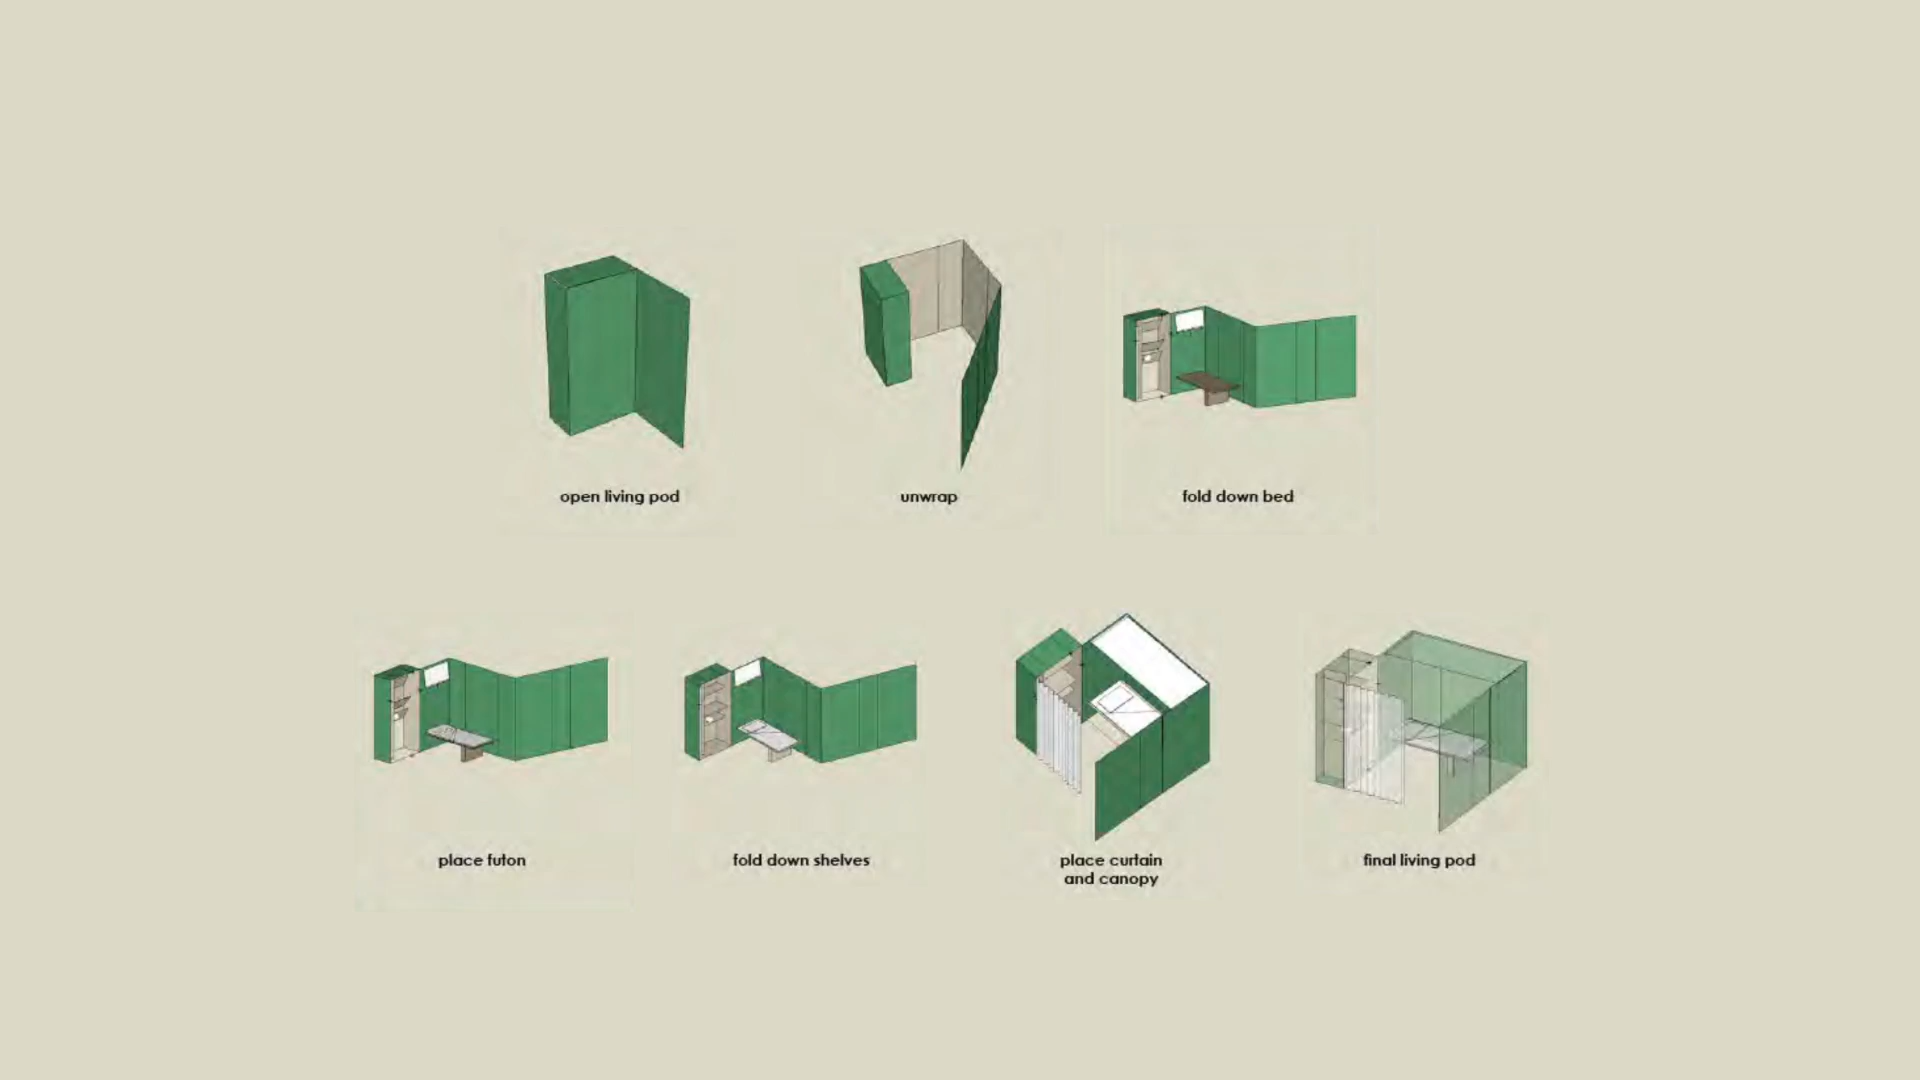 open living pod
unwrap
fold down bed
place futon
fold down shelves
place curtain
and canopy
final living pod